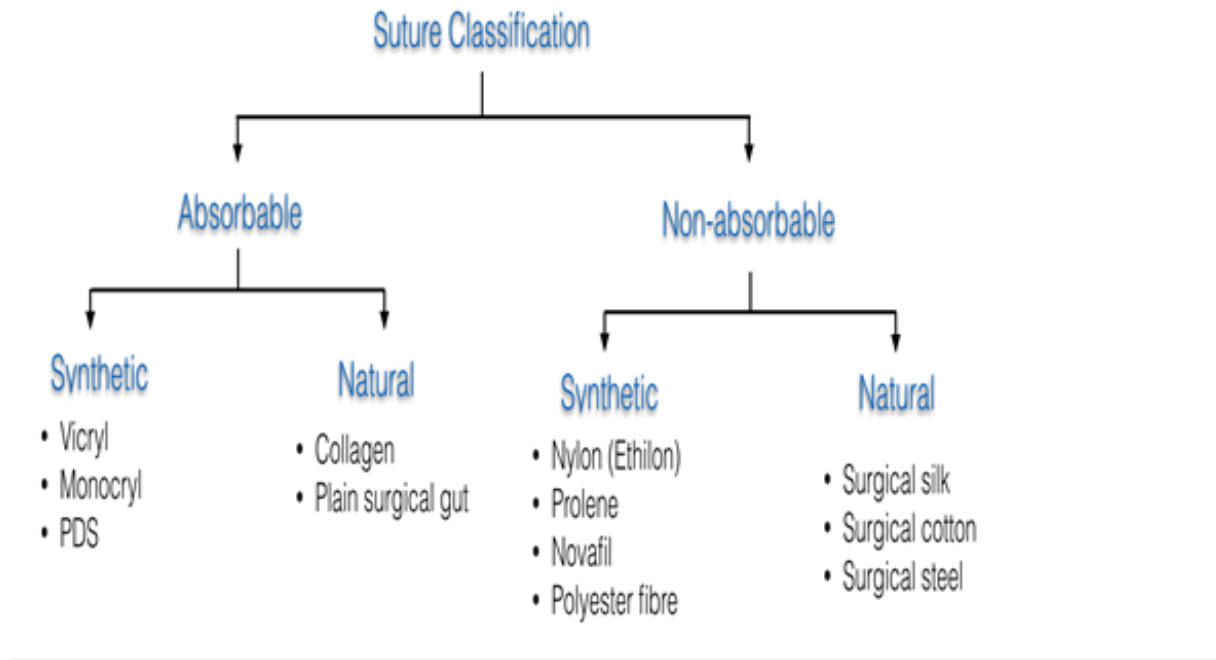 Suture Classification
Absorbable
Non-absorbable
Synthetic
• Vicryl
• Monocryl
• PDS
Natural
• Collagen
• Plain surgical gut
Synthetic
• Nylon (Ethilon)
• Prolene
• Novafil
• Polyester fibre
Natural
• Surgical silk
• Surgical cotton
• Surgical steel